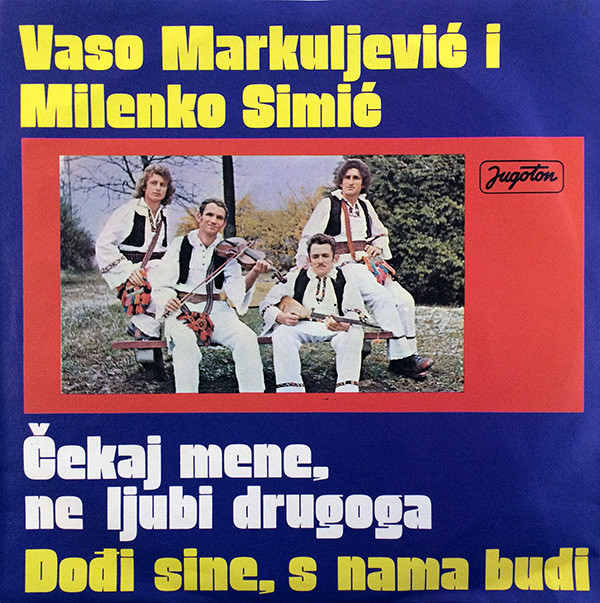 Vaso Markuljević i
Milenko Simić
Jugoton
Čekaj mene,
ne ljubi drugoga
Dođi sine, s nama budi